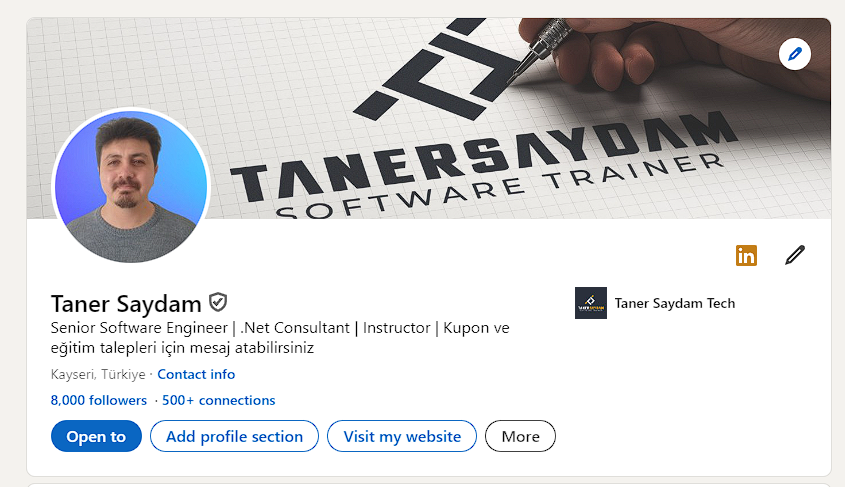 TANERSAYDAM
SOFTWARE TRAINER
in
Taner Saydam
Taner Saydam Tech
Senior Software Engineer | .Net Consultant | Instructor | Kupon ve
eğitim talepleri için mesaj atabilirsiniz
Kayseri, Türkiye · Contact info
8,000 followers · 500+ connections
Open to
Add profile section
Visit my website
More